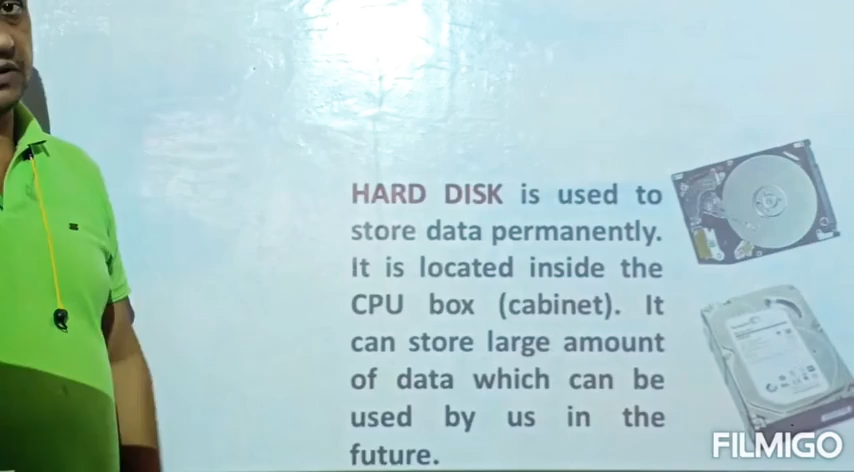 HARD DISK is used to
store data permanently.
It is located inside the
CPU box (cabinet). It
can store large amount
of data which can be
used by us in the
future.
FILMIGO